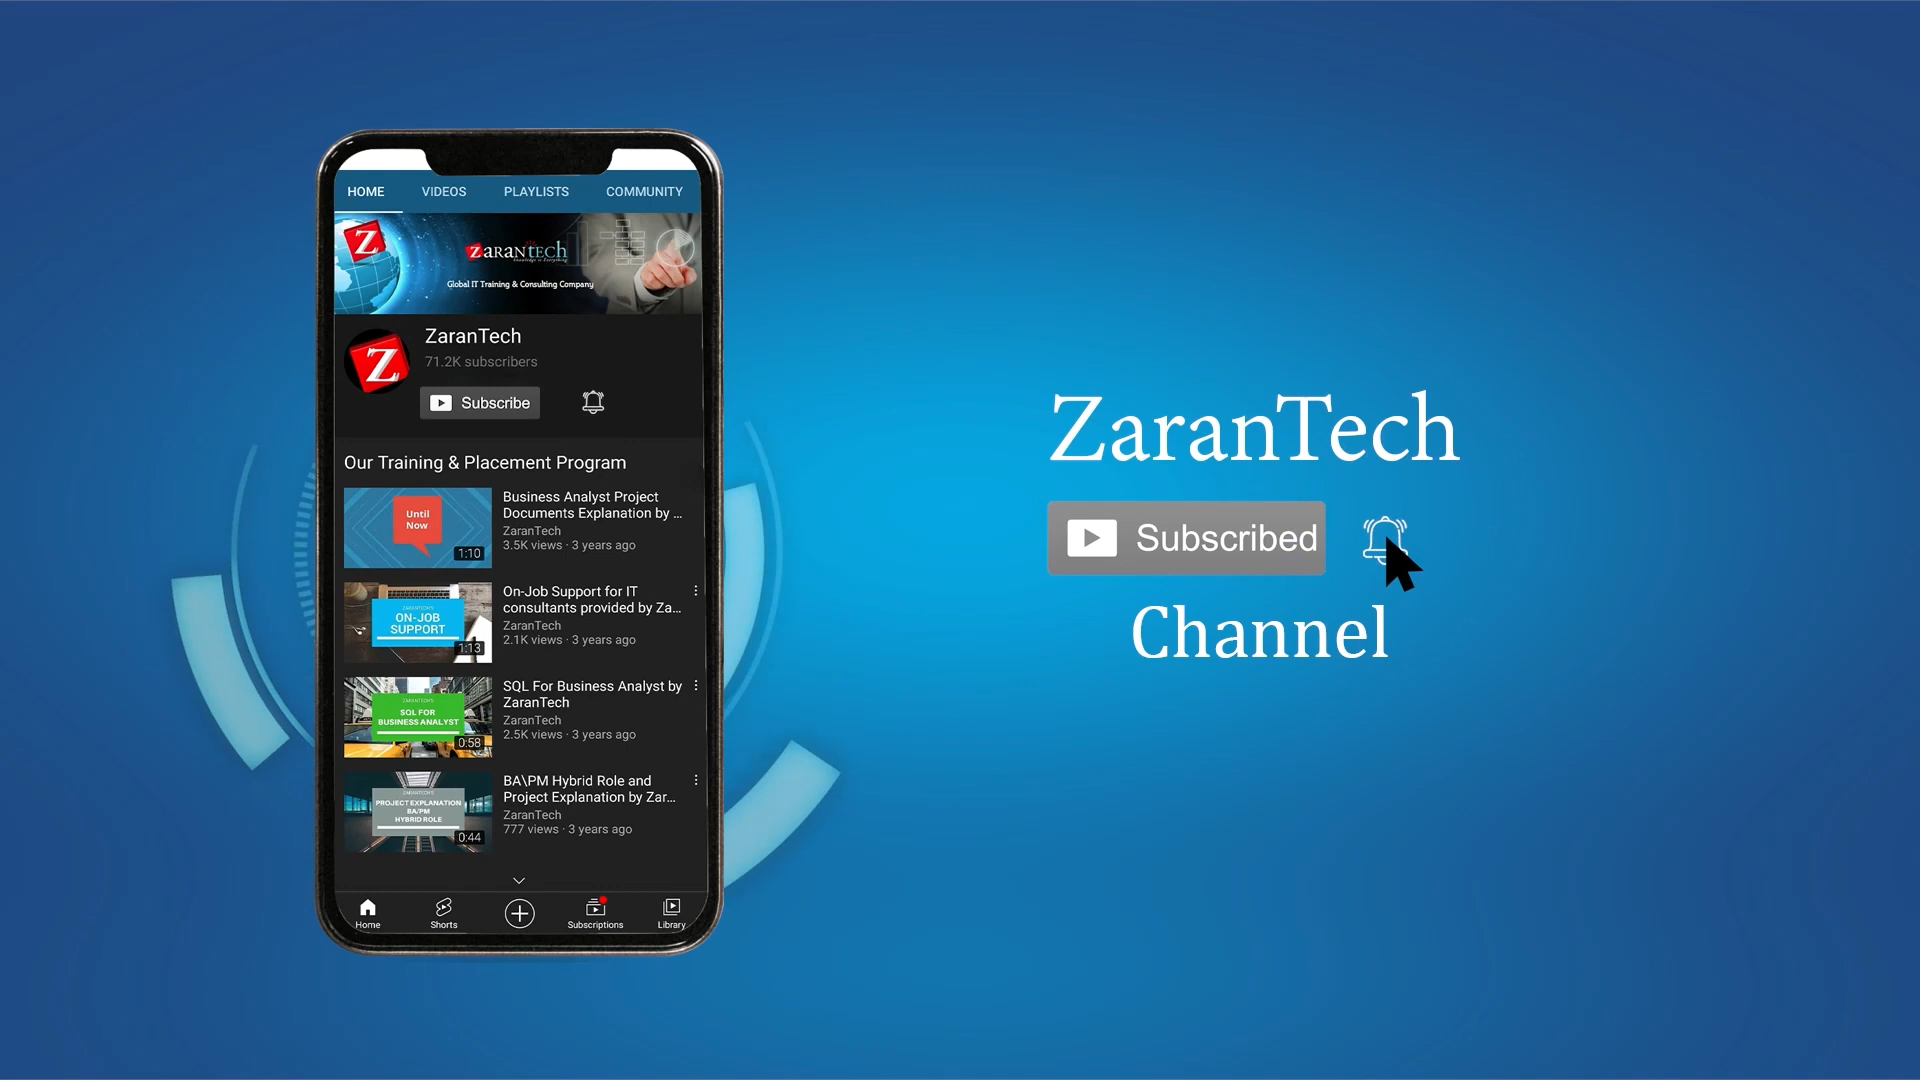 HOME VIDEOS PLAYLISTS COMMUNITY
Z
ZARANTECH
Global IT Training & Consulting Company
Z
ZaranTech
71.2K subscribers
Subscribe
Our Training & Placement Program
Until
Now
1:10
Business Analyst Project
Documents Explanation by ...
ZaranTech
3.5K views · 3 years ago
ZARANTECH'S
ON-JOB
SUPPORT
1:13
On-Job Support for IT
consultants provided by Za...
ZaranTech
2.1K views · 3 years ago
ZARANTECH'S
SQL FOR
BUSINESS ANALYST
0:58
SQL For Business Analyst by
ZaranTech
ZaranTech
2.5K views · 3 years ago
ZARANTECH'S
PROJECT EXPLANATION
BA/PM
HYBRID ROLE
0:44
BA\PM Hybrid Role and
Project Explanation by Zar...
ZaranTech
777 views · 3 years ago
Home Shorts Subscriptions Library
ZaranTech
Subscribed
Channel